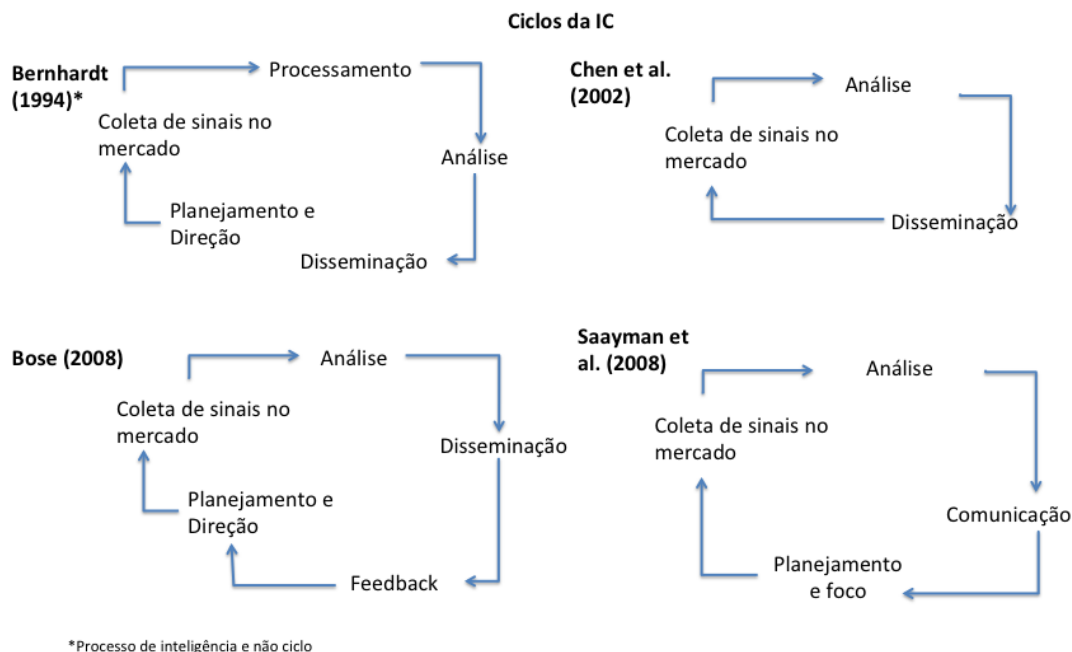 Ciclos da IC
Bernhardt
(1994)*
Processamento
Coleta de sinais no
mercado
Análise
Planejamento e
Direção
Disseminação
Chen et al.
(2002)
Análise
Coleta de sinais no
mercado
Disseminação
Bose (2008)
Análise
Coleta de sinais no
mercado
Disseminação
Planejamento e
Direção
Feedback
Saayman et
al. (2008)
Análise
Coleta de sinais no
mercado
Comunicação
Planejamento
e foco
*Processo de inteligência e não ciclo